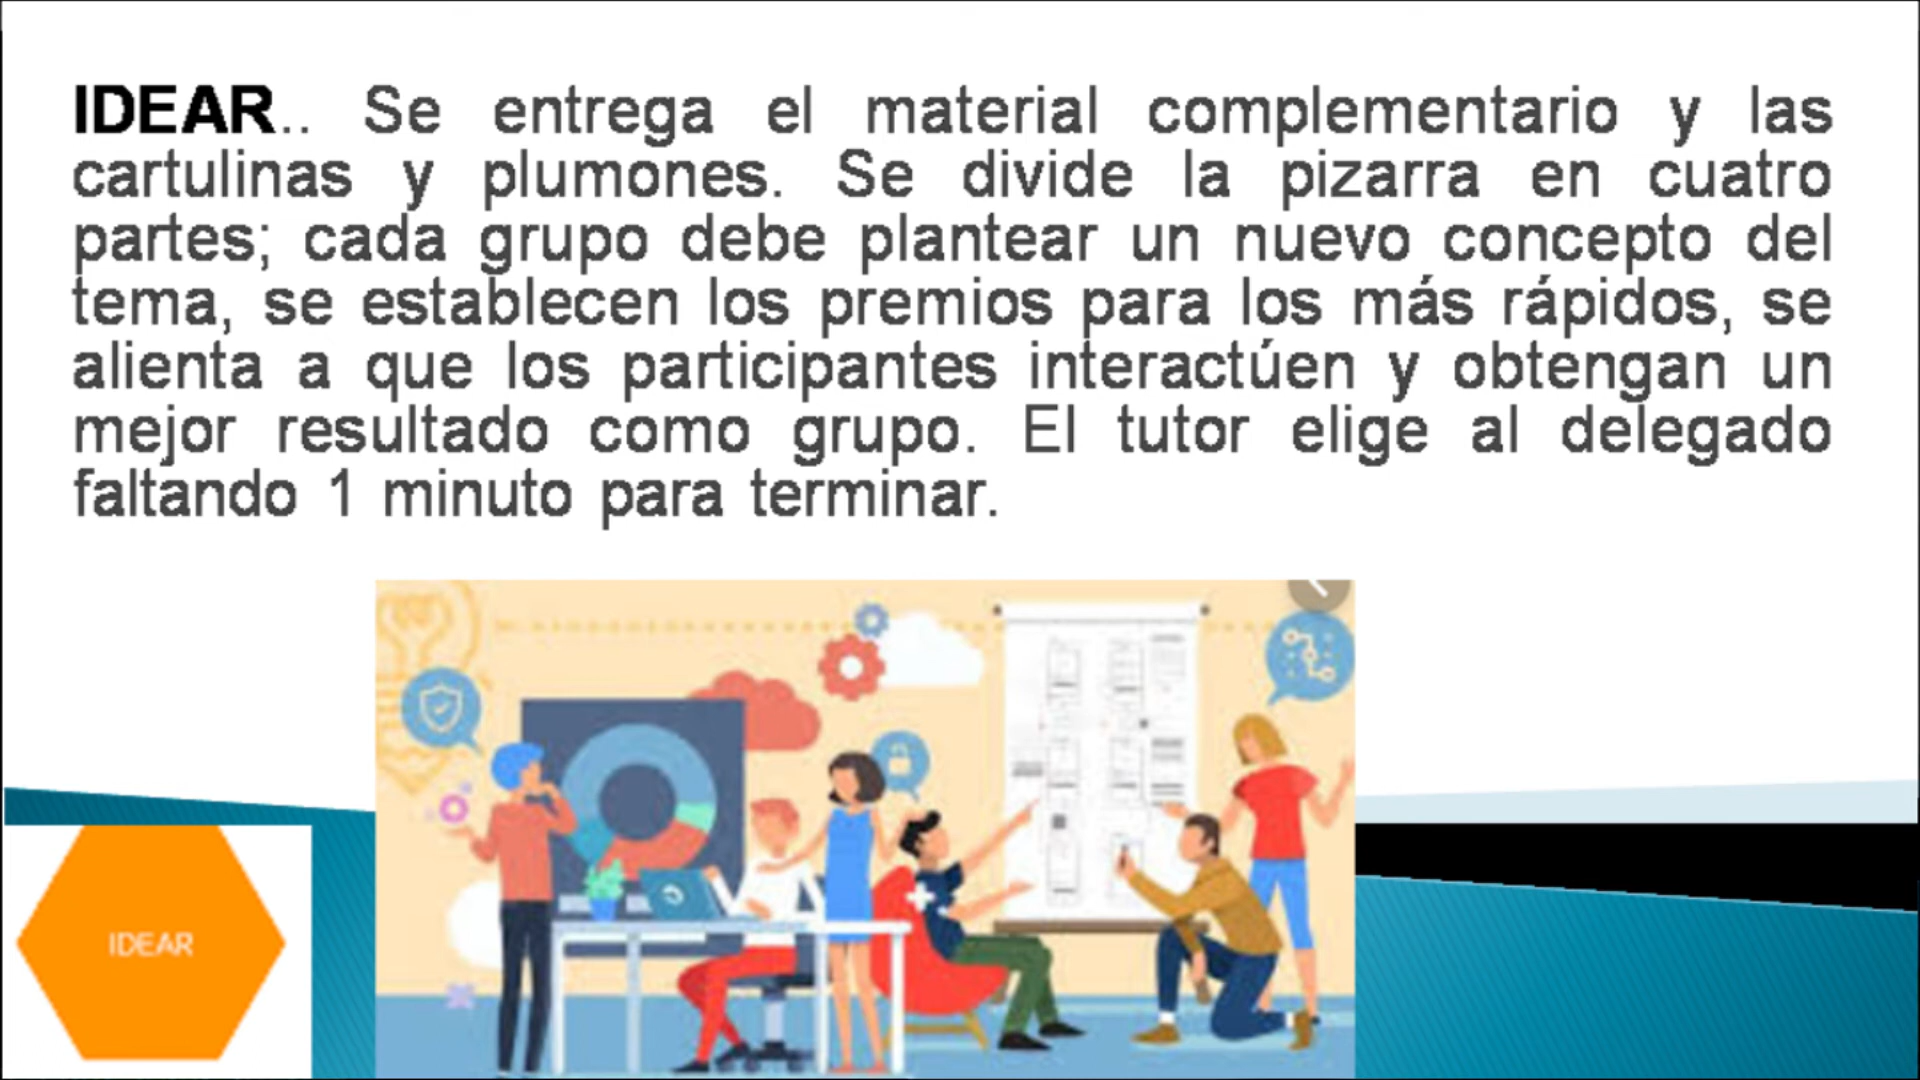 IDEAR.. Se entrega el material complementario y las
cartulinas y plumones. Se divide la pizarra en cuatro
partes; cada grupo debe plantear un nuevo concepto del
tema, se establecen los premios para los más rápidos, se
alienta a que los participantes interactúen y obtengan un
mejor resultado como grupo. El tutor elige al delegado
faltando 1 minuto para terminar.
IDEAR